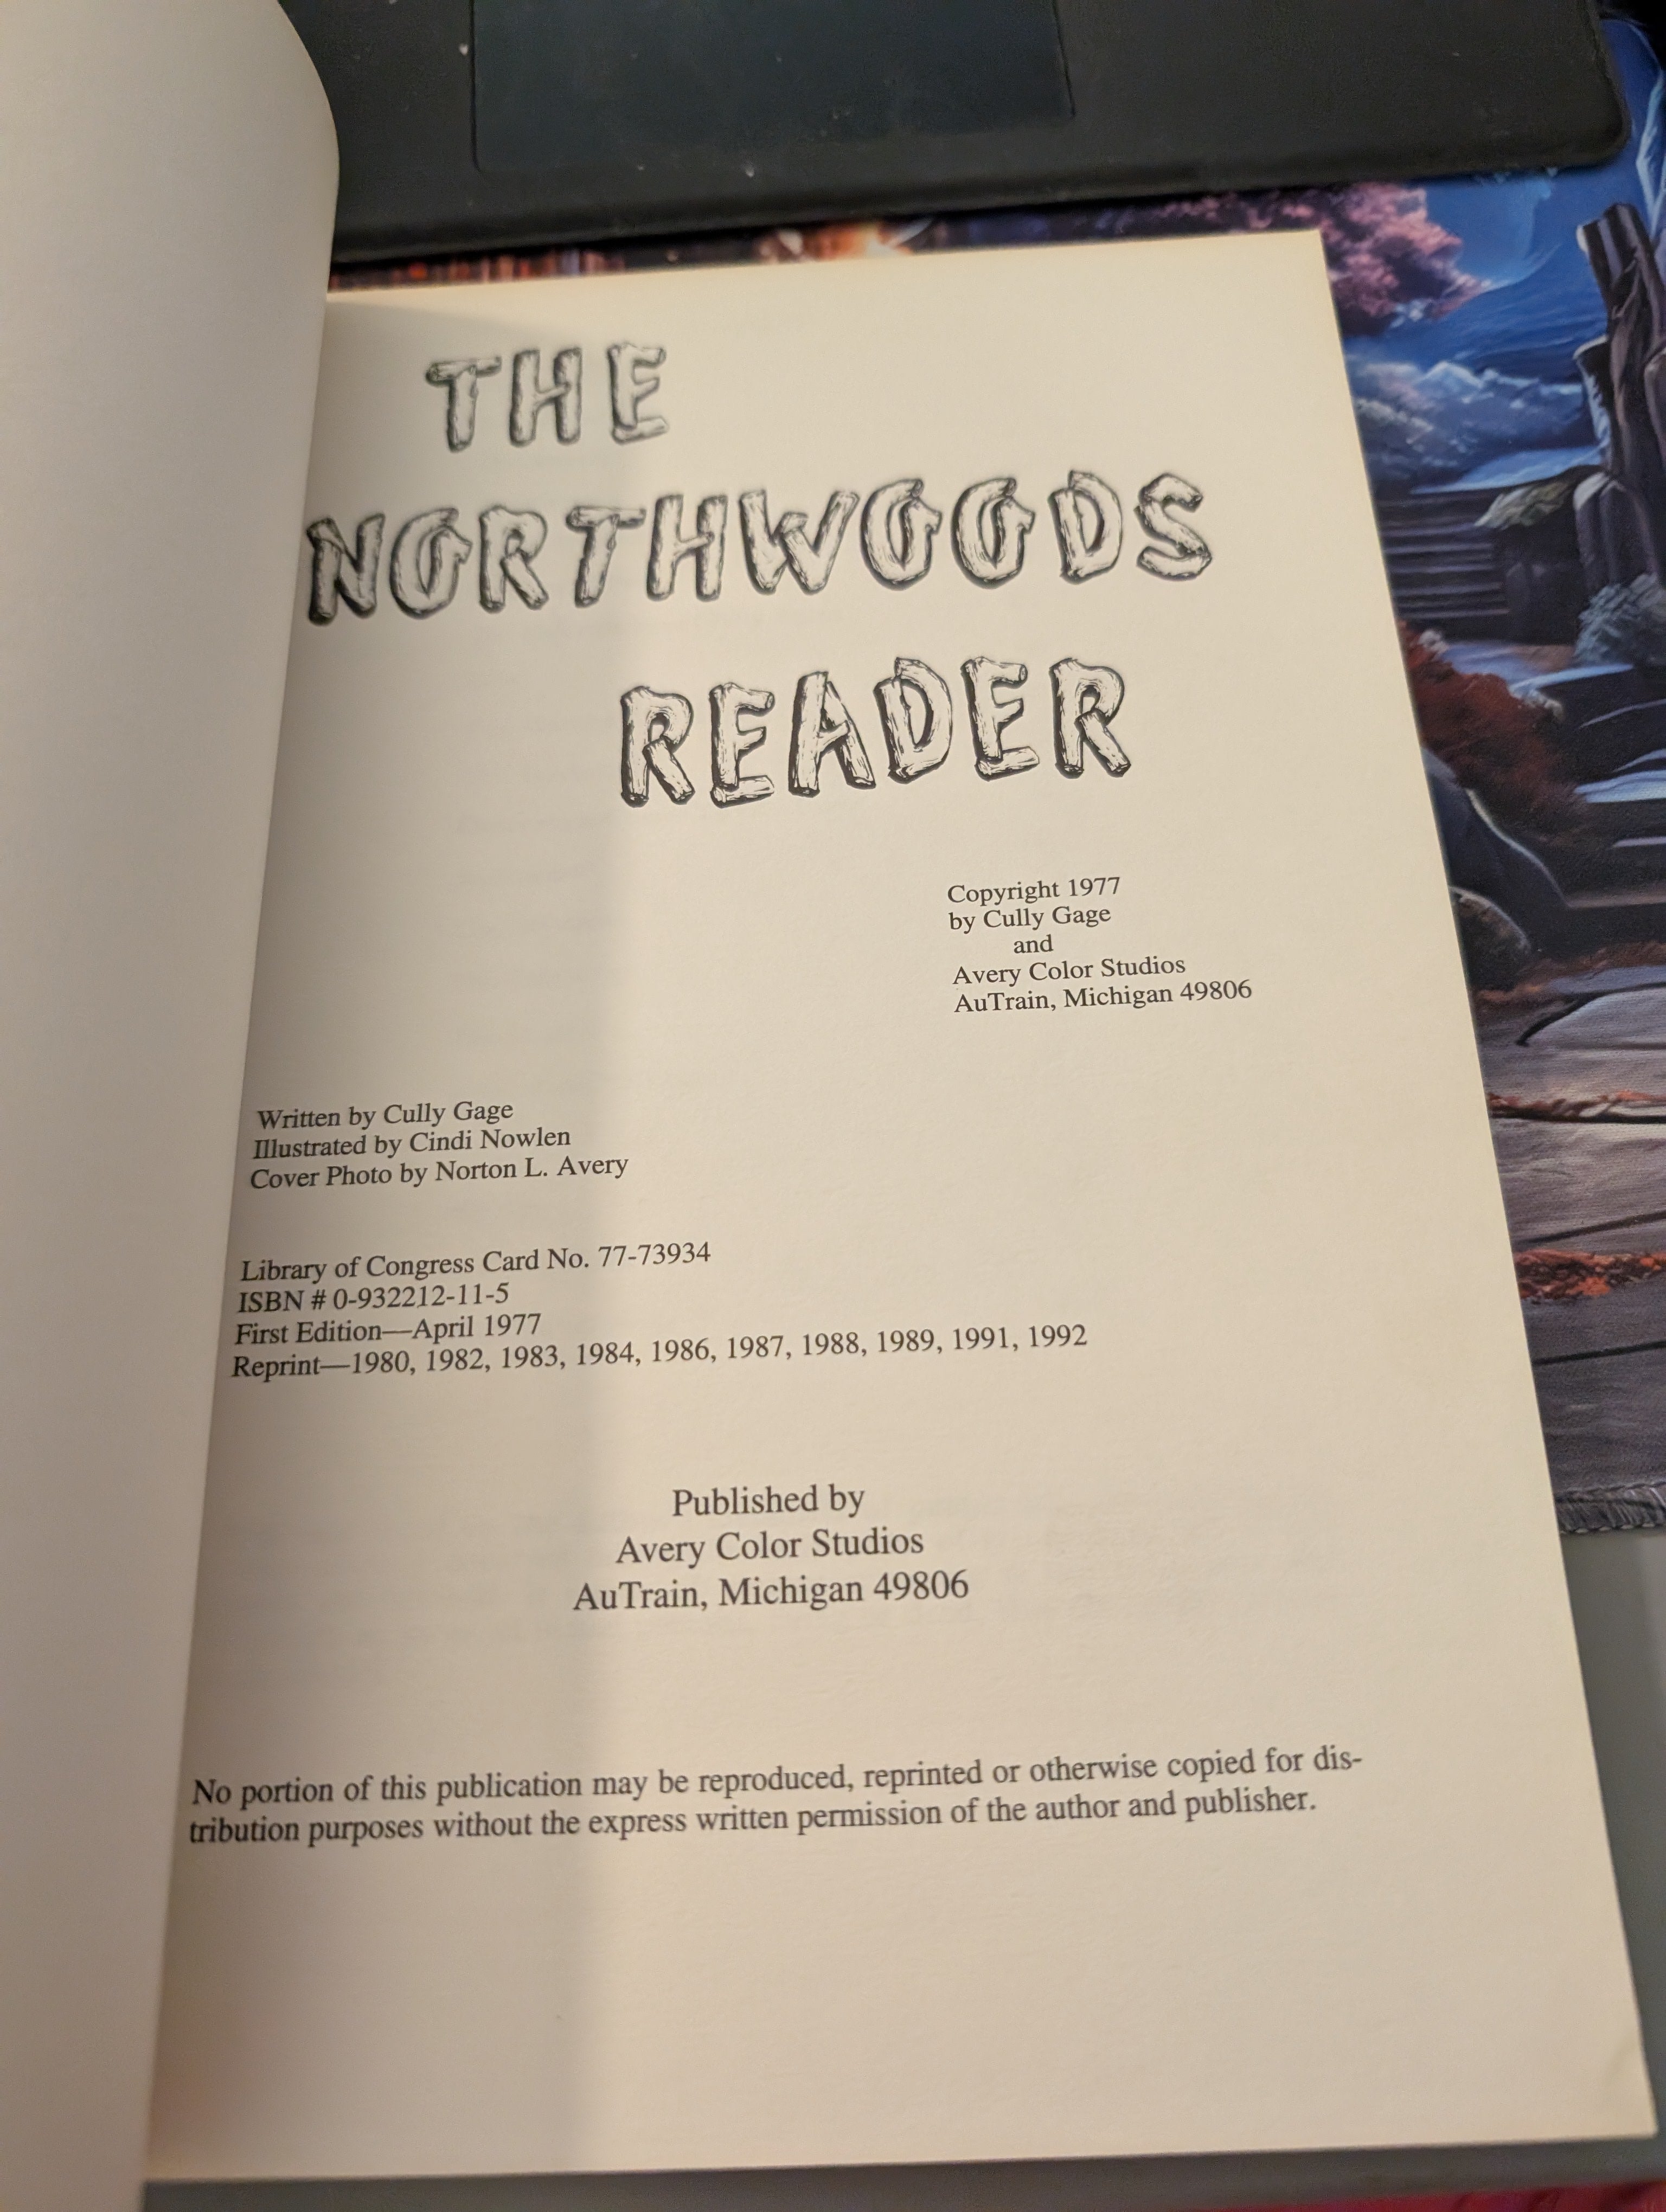 THE
NORTHWOODS
READER
Copyright 1977
by Cully Gage
and
Avery Color Studios
AuTrain, Michigan 49806
Written by Cully Gage
Illustrated by Cindi Nowlen
Cover Photo by Norton L. Avery
Library of Congress Card No. 77-73934
ISBN # 0-932212-11-5
First Edition—April 1977
Reprint—1980, 1982, 1983, 1984, 1986, 1987, 1988, 1989, 1991, 1992
Published by
Avery Color Studios
AuTrain, Michigan 49806
No portion of this publication may be reproduced, reprinted or otherwise copied for dis-
tribution purposes without the express written permission of the author and publisher.